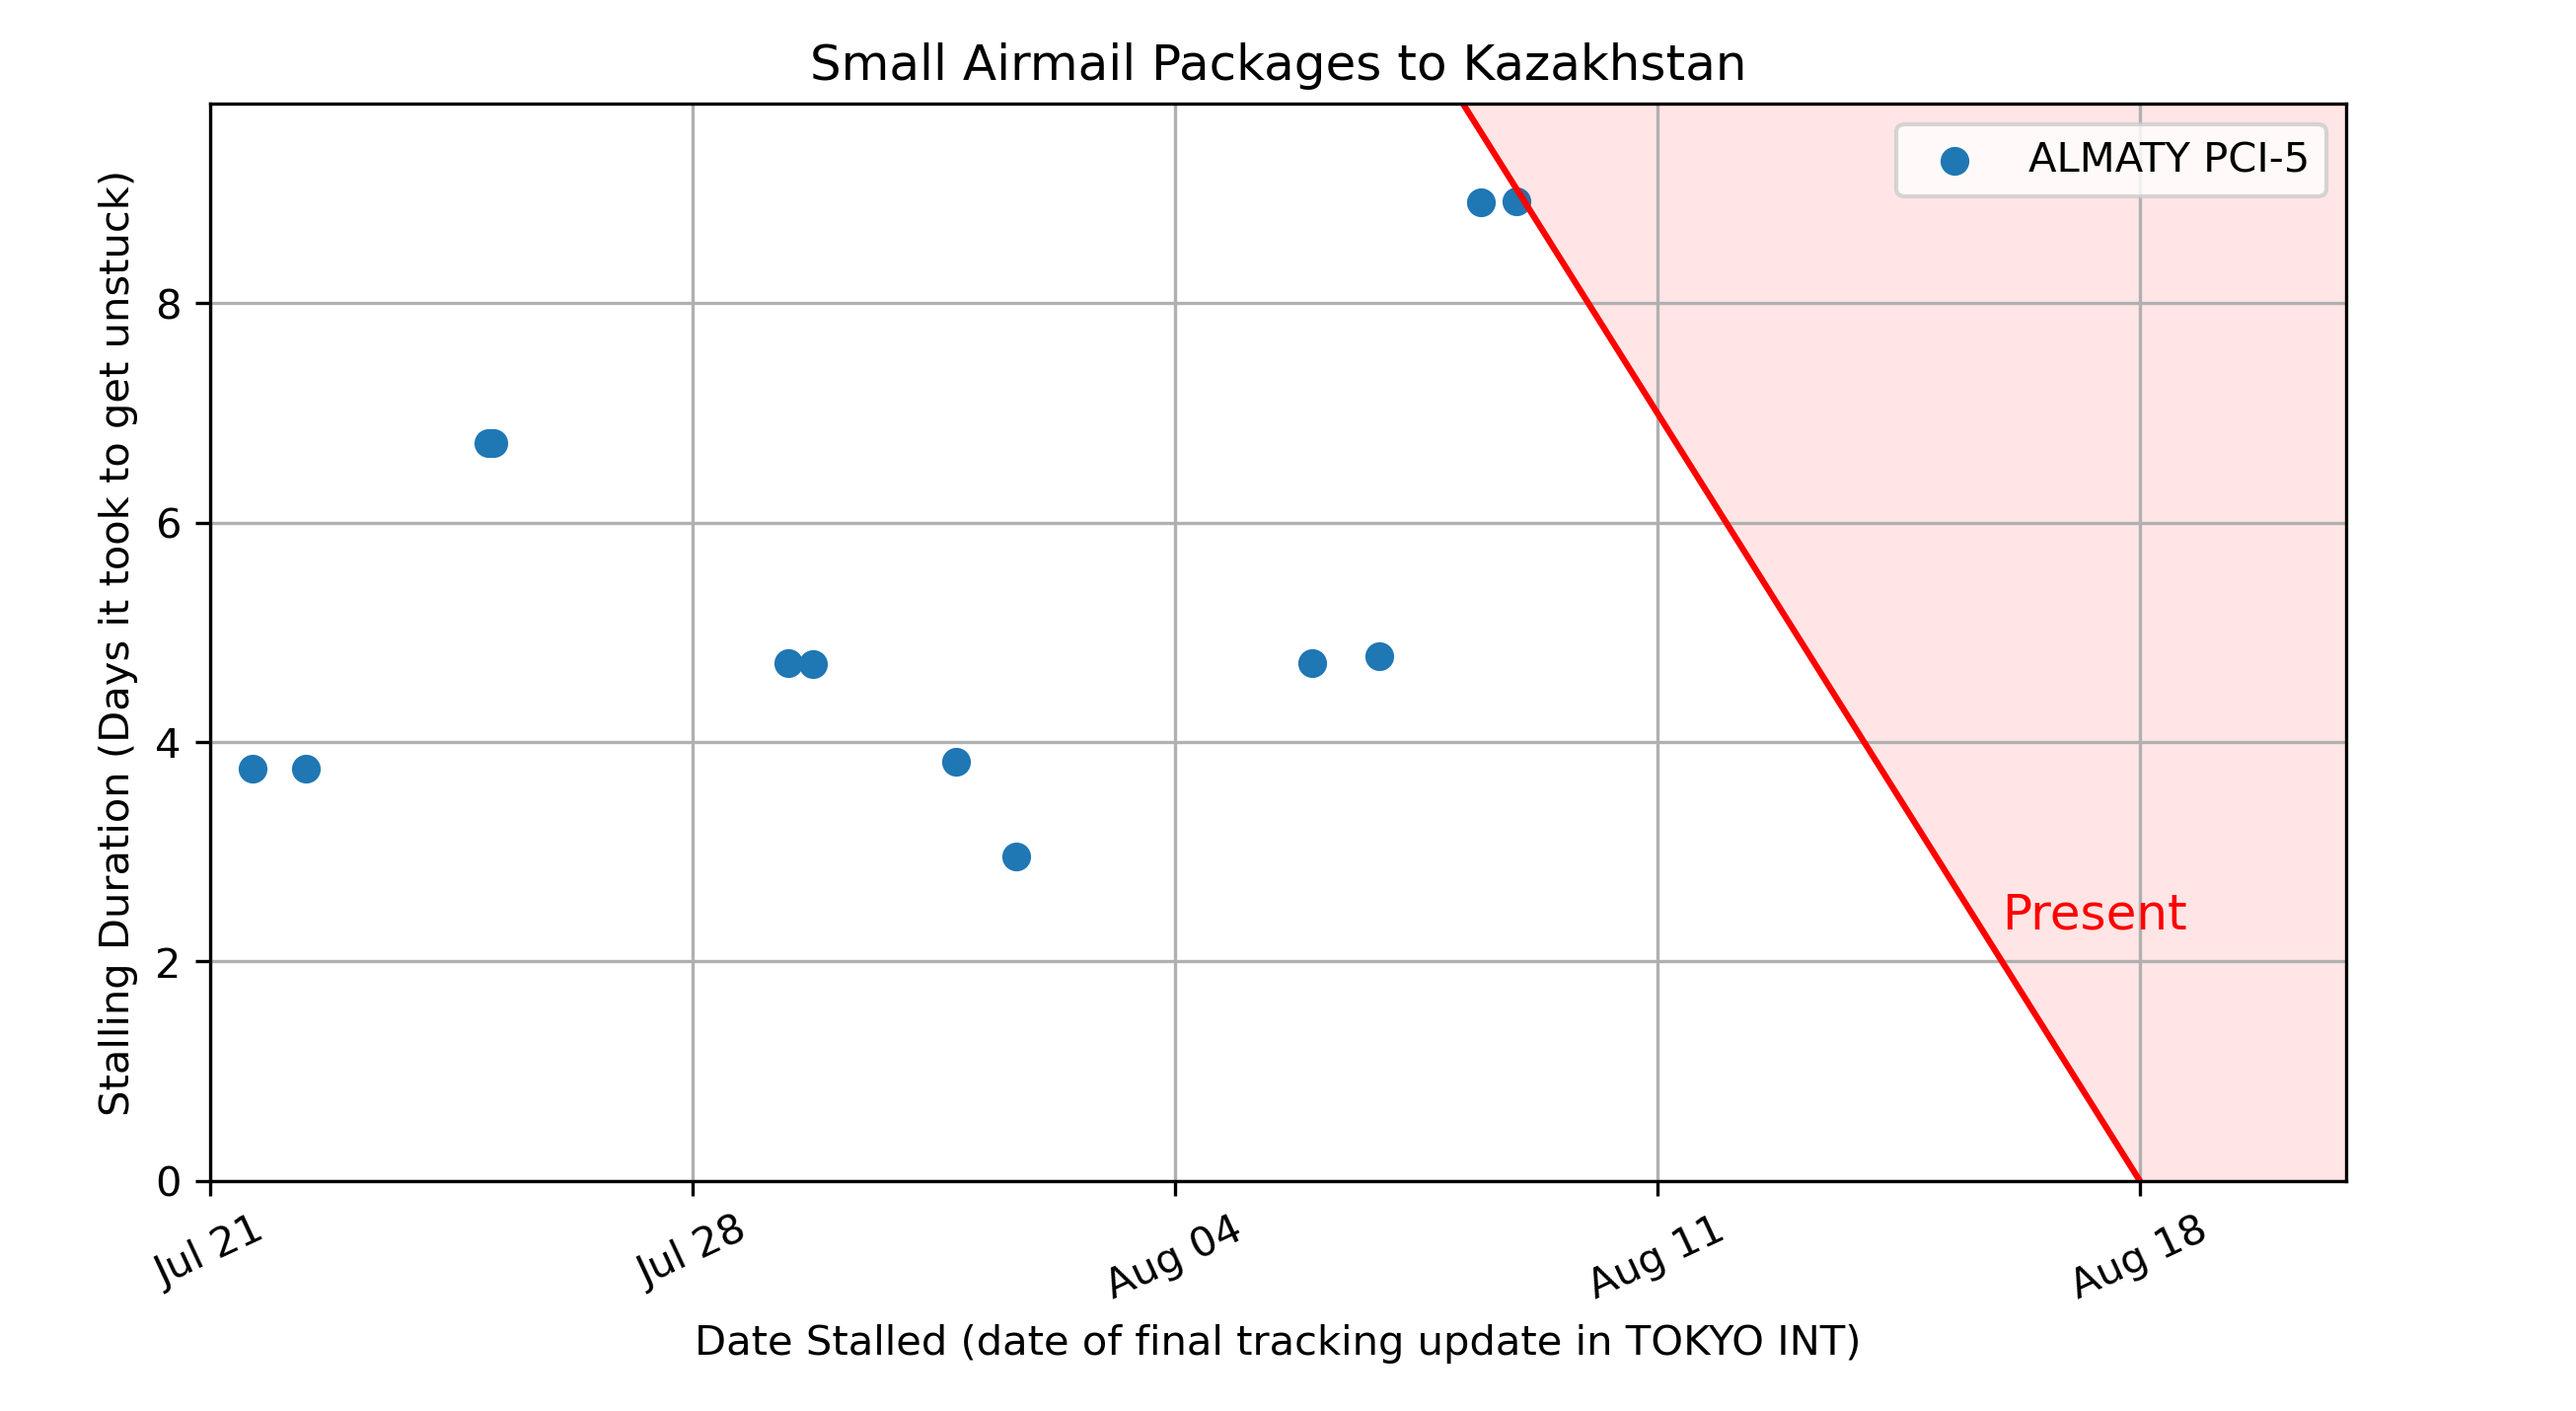 Small Airmail Packages to Kazakhstan
ALMATY PCI-5
Stalling Duration (Days it took to get unstuck)
8
6
4
2
0
Present
Jul 21
Jul 28
Aug 04
Aug 11
Aug 18
Date Stalled (date of final tracking update in TOKYO INT)